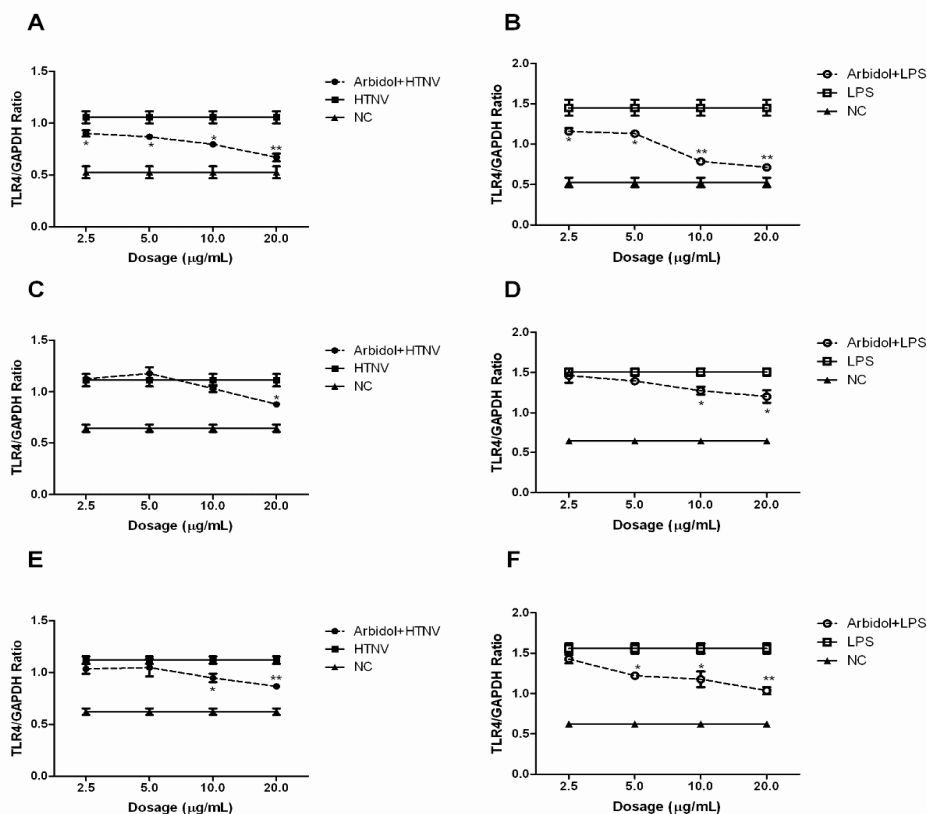 A
TLR4/GAPDH Ratio
1.5
1.0
0.5
0.0
* * * **
2.5 5.0 10.0 20.0
Dosage (μg/mL)
Arbidol+HTNV
HTNV
NC
B
TLR4/GAPDH Ratio
2.0
1.5
1.0
0.5
0.0
* * ** **
2.5 5.0 10.0 20.0
Dosage (μg/mL)
Arbidol+LPS
LPS
NC
C
TLR4/GAPDH Ratio
1.5
1.0
0.5
0.0
*
2.5 5.0 10.0 20.0
Dosage (μg/mL)
Arbidol+HTNV
HTNV
NC
D
TLR4/GAPDH Ratio
2.0
1.5
1.0
0.5
0.0
* *
2.5 5.0 10.0 20.0
Dosage (μg/mL)
Arbidol+LPS
LPS
NC
E
TLR4/GAPDH Ratio
1.5
1.0
0.5
0.0
* **
2.5 5.0 10.0 20.0
Dosage (μg/mL)
Arbidol+HTNV
HTNV
NC
F
TLR4/GAPDH Ratio
2.0
1.5
1.0
0.5
0.0
* * **
2.5 5.0 10.0 20.0
Dosage (μg/mL)
Arbidol+LPS
LPS
NC